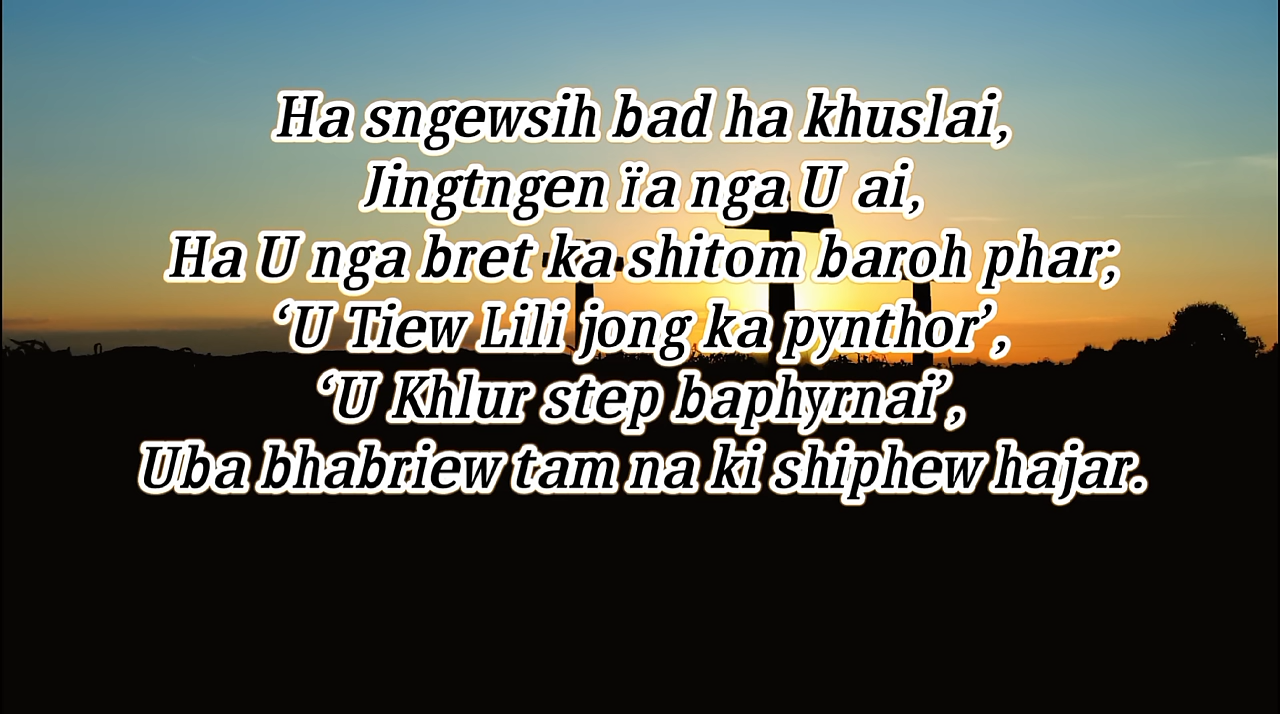 Ha sngewsih bad ha khuslai,
Jingtngen ïa nga U ai,
Ha U nga bret ka shitom baroh phar;
‘U Tiew Lili jong ka pynthor’,
‘U Khlur step baphyrnai’,
Uba bhabriew tam na ki shiphew hajar.